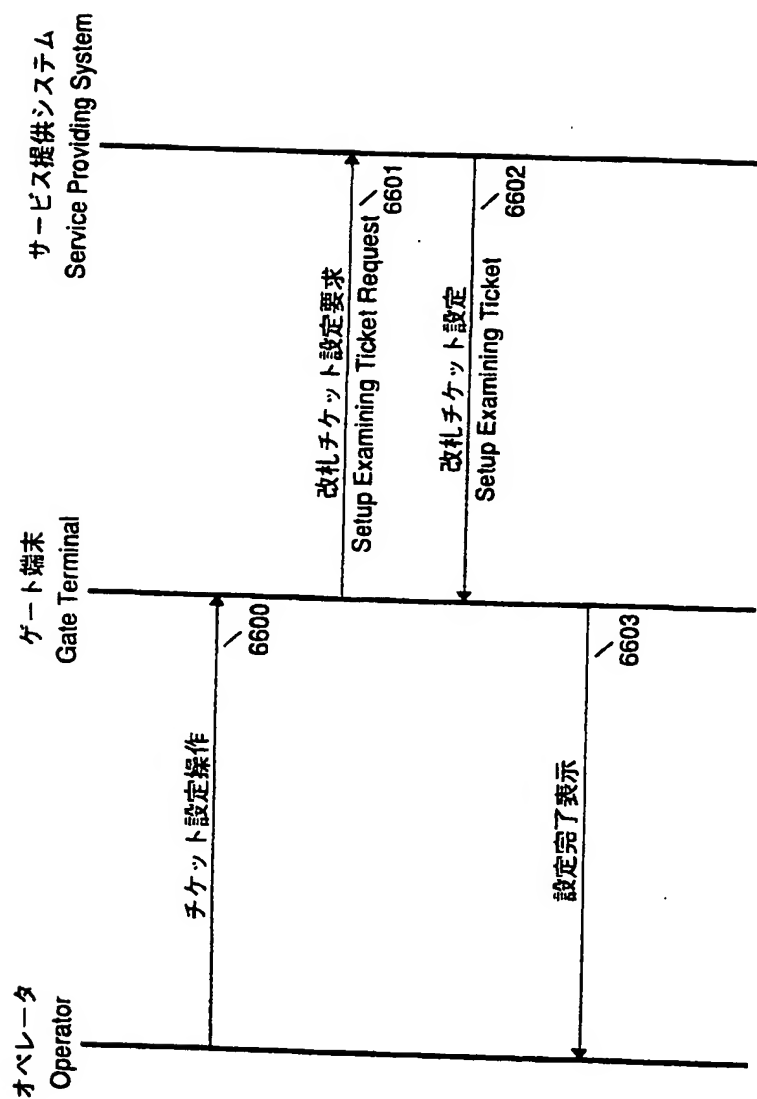 オペレータ
Operator
ゲート端末
Gate Terminal
サービス提供システム
Service Providing System
チケット設定操作
6600
改札チケット設定要求
Setup Examining Ticket Request
6601
改札チケット設定
Setup Examining Ticket
6602
設定完了表示
6603